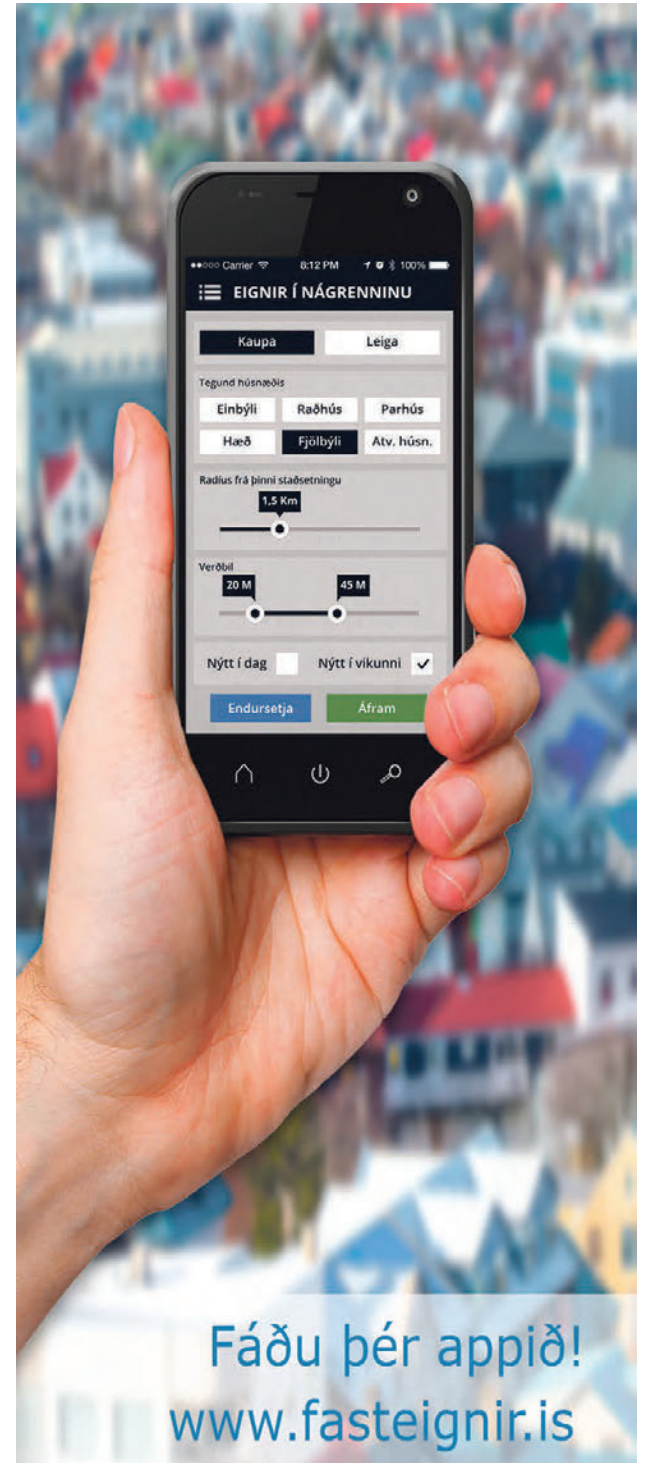 Carrier 8:12 PM 100%
EIGNIR Í NÁGRENNINU
Kaupa Leiga
Tegund húsnæðis
Einbýli Raðhús Parhús
Hæð Fjölbýli Atv. húsn.
Radíus frá þinni staðsetningu
1,5 Km
Verðbil
20 M 45 M
Nýtt í dag Nýtt í vikunni
Endursetja Áfram
Fáðu þér appið!
www.fasteignir.is